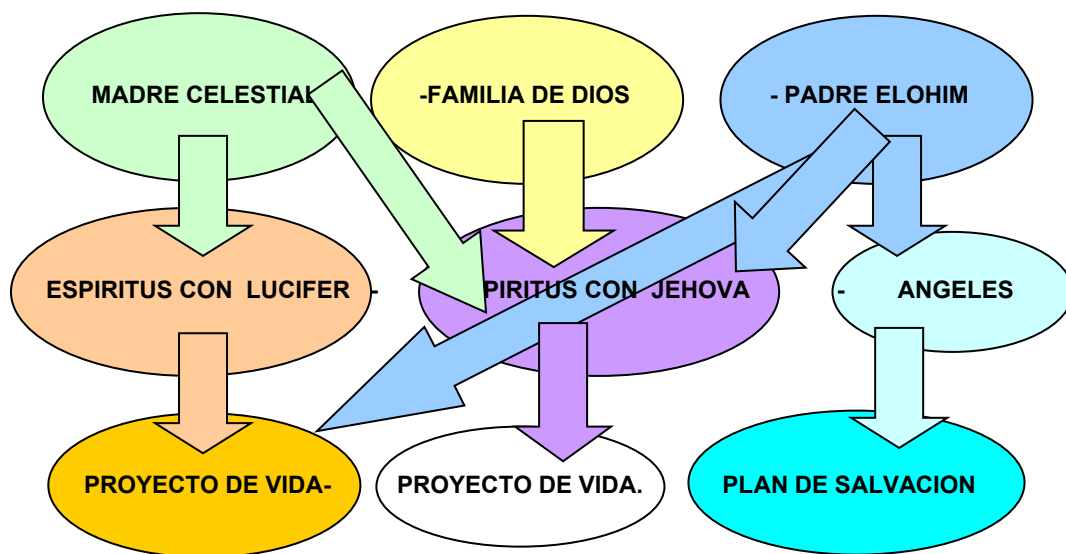 MADRE CELESTIAL -FAMILIA DE DIOS - PADRE ELOHIM
ESPIRITUS CON LUCIFER - PIRITUS CON JEHOVA - ANGELES
PROYECTO DE VIDA- PROYECTO DE VIDA. PLAN DE SALVACION